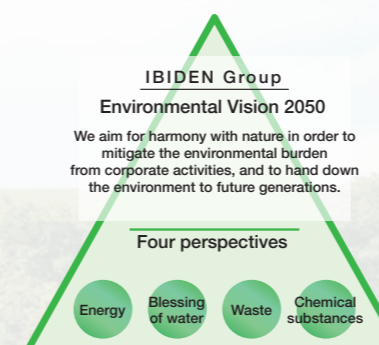 IBIDEN Group
Environmental Vision 2050
We aim for harmony with nature in order to
mitigate the environmental burden
from corporate activities, and to hand down
the environment to future generations.
Four perspectives
Energy
Blessing
of water
Waste
Chemical
substances